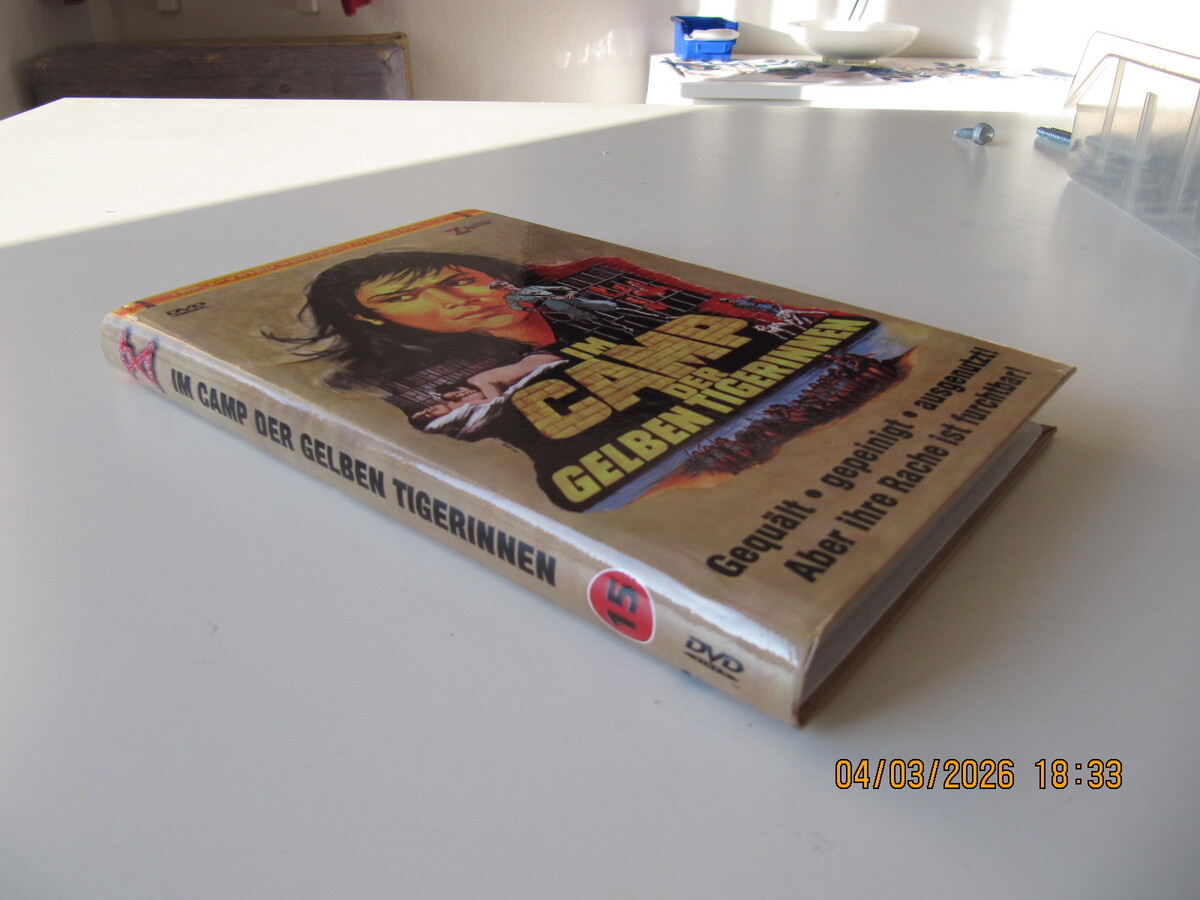 DVD
IM
CAMP
DER
GELBEN TIGERINNEN
Gequält • gepeinigt • ausgenutzt!
Aber ihre Rache ist furchtbar!
IM CAMP DER GELBEN TIGERINNEN
15
DVD
04/03/2026 18:33